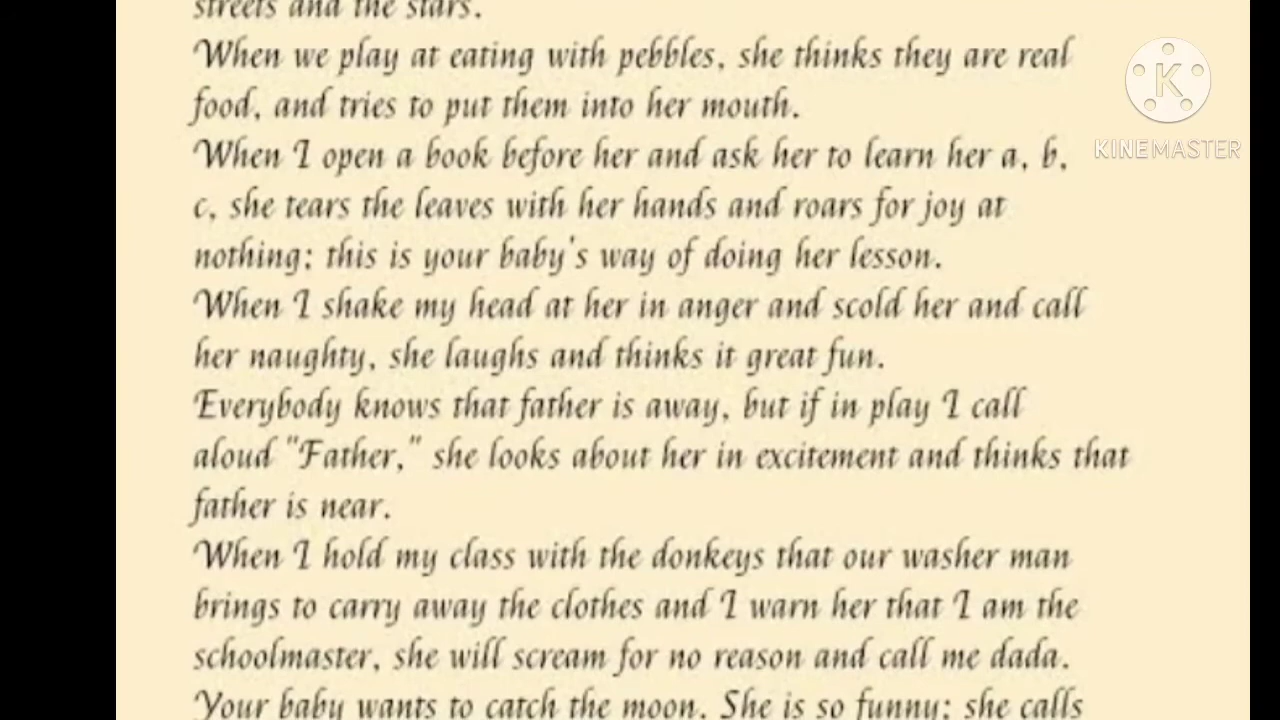 streets and the stars.
When we play at eating with pebbles, she thinks they are real
food, and tries to put them into her mouth.
When I open a book before her and ask her to learn her a, b,
c, she tears the leaves with her hands and roars for joy at
nothing; this is your baby's way of doing her lesson.
When I shake my head at her in anger and scold her and call
her naughty, she laughs and thinks it great fun.
Everybody knows that father is away, but if in play I call
aloud "Father," she looks about her in excitement and thinks that
father is near.
When I hold my class with the donkeys that our washer man
brings to carry away the clothes and I warn her that I am the
schoolmaster, she will scream for no reason and call me dada.
Your baby wants to catch the moon. She is so funny; she calls
K
KINEMASTER